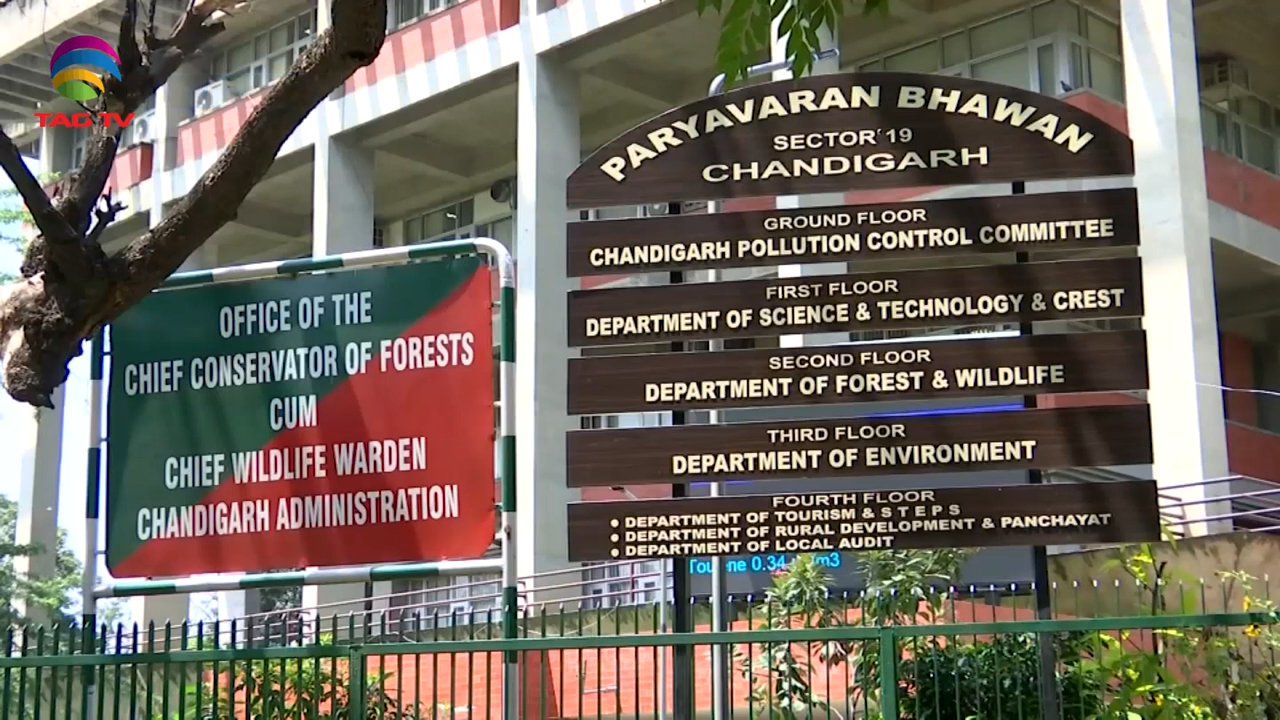 TAG TV
OFFICE OF THE
CHIEF CONSERVATOR OF FORESTS
CUM
CHIEF WILDLIFE WARDEN
CHANDIGARH ADMINISTRATION
PARYAVARAN BHAWAN
SECTOR 19
CHANDIGARH
GROUND FLOOR
CHANDIGARH POLLUTION CONTROL COMMITTEE
FIRST FLOOR
DEPARTMENT OF SCIENCE & TECHNOLOGY & CREST
SECOND FLOOR
DEPARTMENT OF FOREST & WILDLIFE
THIRD FLOOR
DEPARTMENT OF ENVIRONMENT
FOURTH FLOOR
• DEPARTMENT OF TOURISM & S T E P S
• DEPARTMENT OF RURAL DEVELOPMENT & PANCHAYAT
• DEPARTMENT OF LOCAL AUDIT
0.34